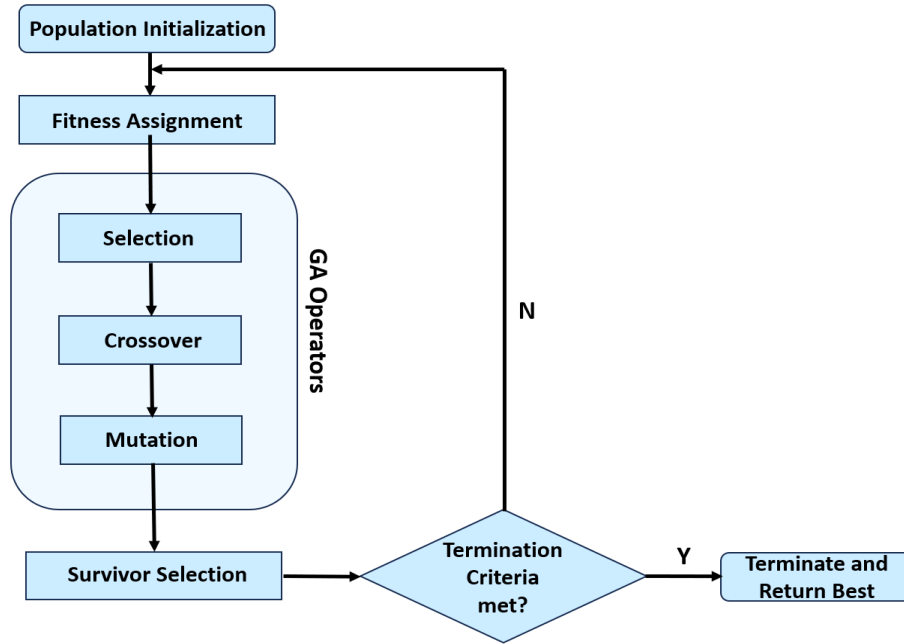 Population Initialization
Fitness Assignment
Selection
Crossover
Mutation
GA Operators
Survivor Selection
Termination
Criteria
met?
N
Y
Terminate and
Return Best